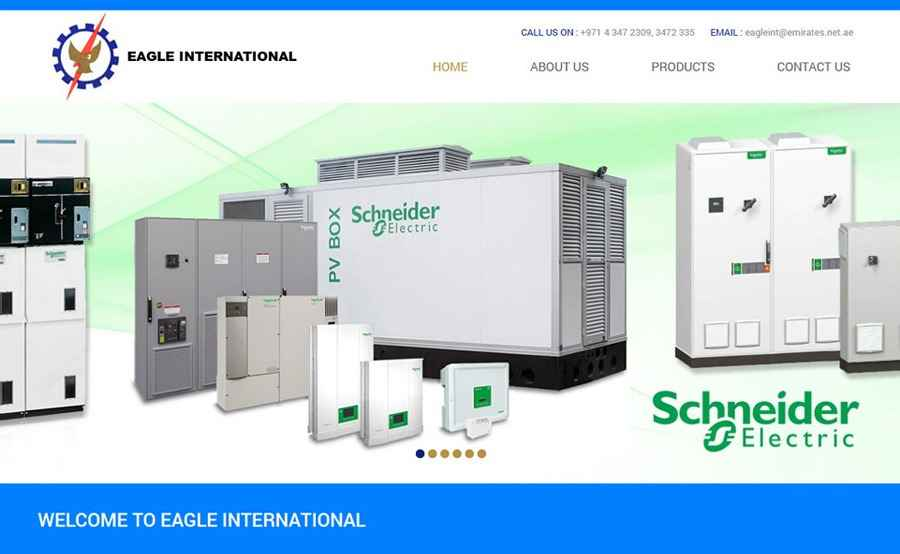 CALL US ON : +971 4 347 2309, 3472 335 EMAIL : eagleint@emirates.net.ae
EAGLE INTERNATIONAL
HOME ABOUT US PRODUCTS CONTACT US
PV BOX
Schneider
Electric
Schneider
Electric
WELCOME TO EAGLE INTERNATIONAL